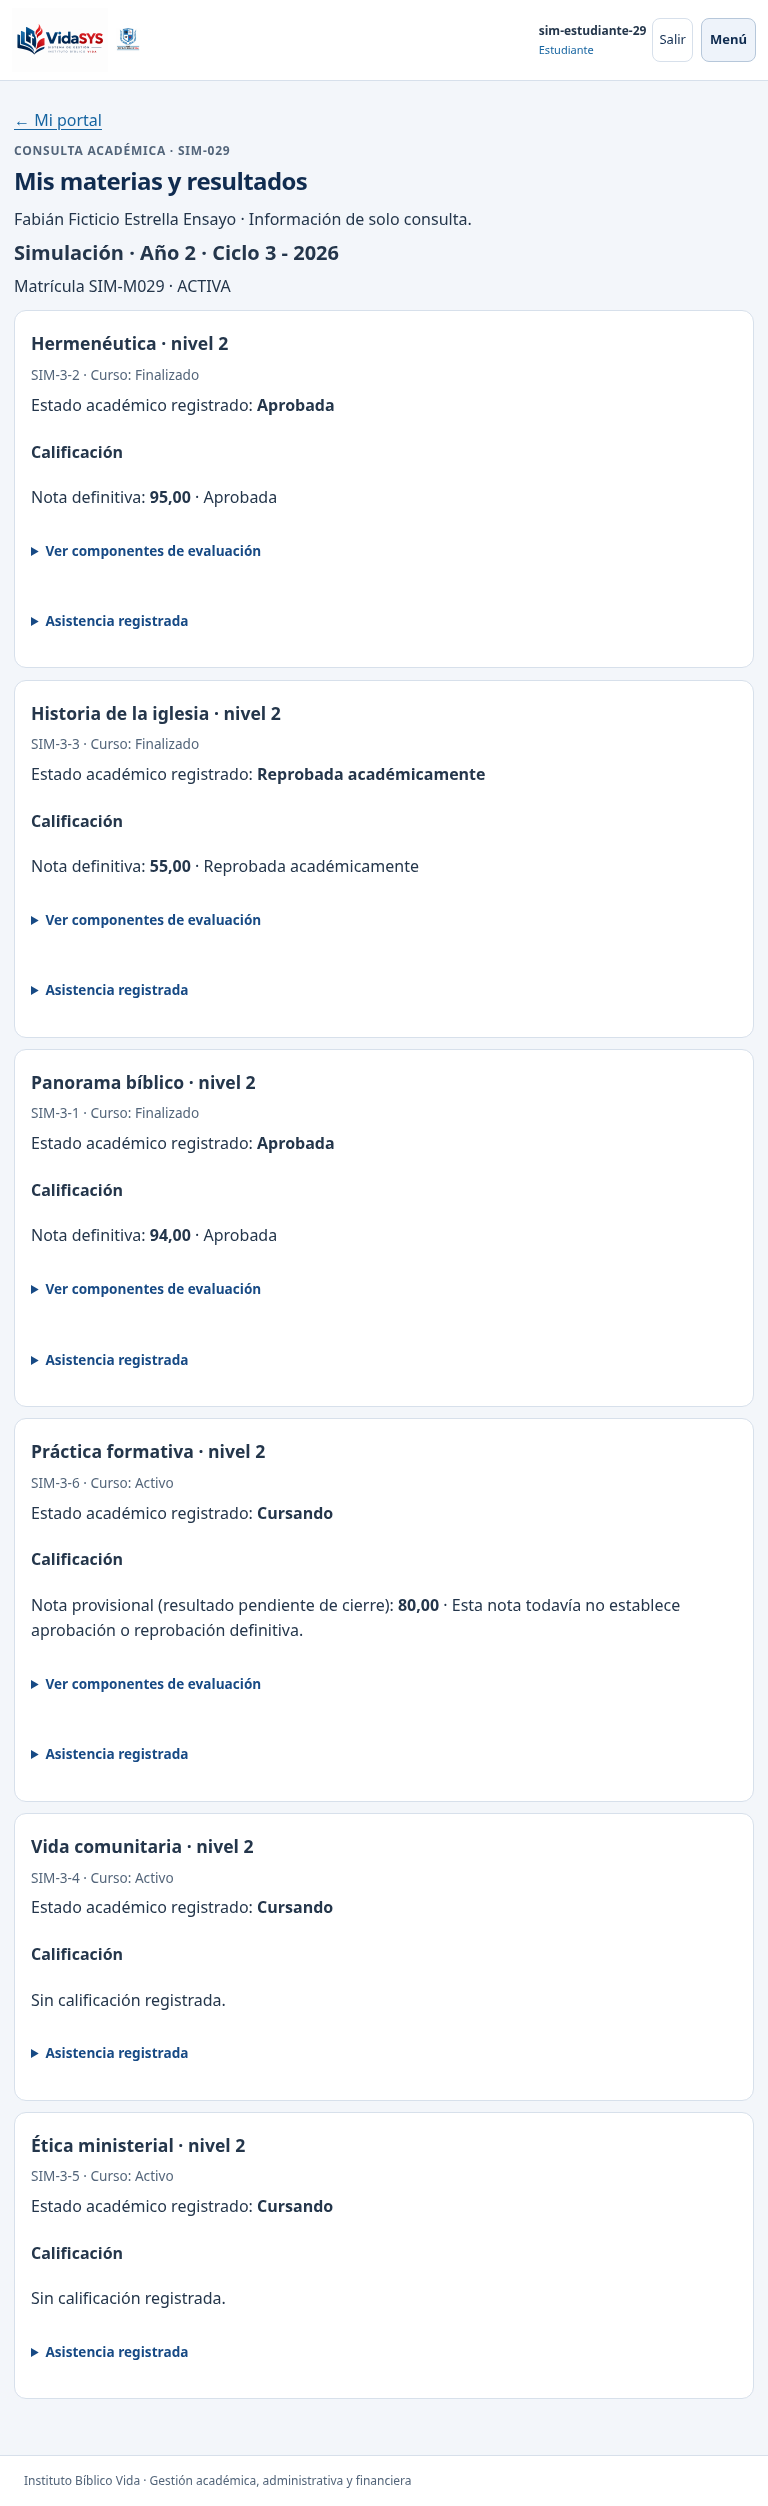 VidaSYS
SISTEMA DE GESTIÓN
INSTITUTO BÍBLICO VIDA
sim-estudiante-29
Estudiante
Salir
Menú
← Mi portal
CONSULTA ACADÉMICA · SIM-029
Mis materias y resultados
Fabián Ficticio Estrella Ensayo · Información de solo consulta.
Simulación · Año 2 · Ciclo 3 - 2026
Matrícula SIM-M029 · ACTIVA
Hermenéutica · nivel 2
SIM-3-2 · Curso: Finalizado
Estado académico registrado: Aprobada
Calificación
Nota definitiva: 95,00 · Aprobada
▶ Ver componentes de evaluación
▶ Asistencia registrada
Historia de la iglesia · nivel 2
SIM-3-3 · Curso: Finalizado
Estado académico registrado: Reprobada académicamente
Calificación
Nota definitiva: 55,00 · Reprobada académicamente
▶ Ver componentes de evaluación
▶ Asistencia registrada
Panorama bíblico · nivel 2
SIM-3-1 · Curso: Finalizado
Estado académico registrado: Aprobada
Calificación
Nota definitiva: 94,00 · Aprobada
▶ Ver componentes de evaluación
▶ Asistencia registrada
Práctica formativa · nivel 2
SIM-3-6 · Curso: Activo
Estado académico registrado: Cursando
Calificación
Nota provisional (resultado pendiente de cierre): 80,00 · Esta nota todavía no establece
aprobación o reprobación definitiva.
▶ Ver componentes de evaluación
▶ Asistencia registrada
Vida comunitaria · nivel 2
SIM-3-4 · Curso: Activo
Estado académico registrado: Cursando
Calificación
Sin calificación registrada.
▶ Asistencia registrada
Ética ministerial · nivel 2
SIM-3-5 · Curso: Activo
Estado académico registrado: Cursando
Calificación
Sin calificación registrada.
▶ Asistencia registrada
Instituto Bíblico Vida · Gestión académica, administrativa y financiera